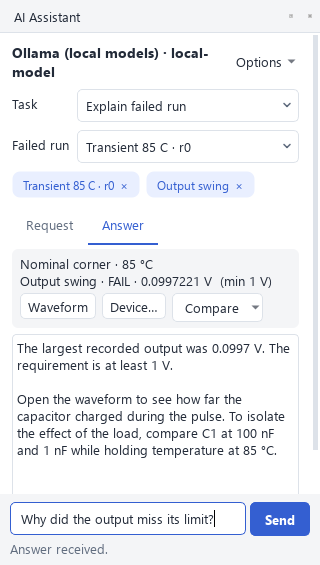 AI Assistant
Ollama (local models) · local-
model
Options
Task
Explain failed run
Failed run
Transient 85 C · r0
Transient 85 C · r0 ×
Output swing ×
Request
Answer
Nominal corner · 85 °C
Output swing · FAIL · 0.0997221 V (min 1 V)
Waveform
Device...
Compare
The largest recorded output was 0.0997 V. The
requirement is at least 1 V.
Open the waveform to see how far the
capacitor charged during the pulse. To isolate
the effect of the load, compare C1 at 100 nF
and 1 nF while holding temperature at 85 °C.
Why did the output miss its limit?
Send
Answer received.